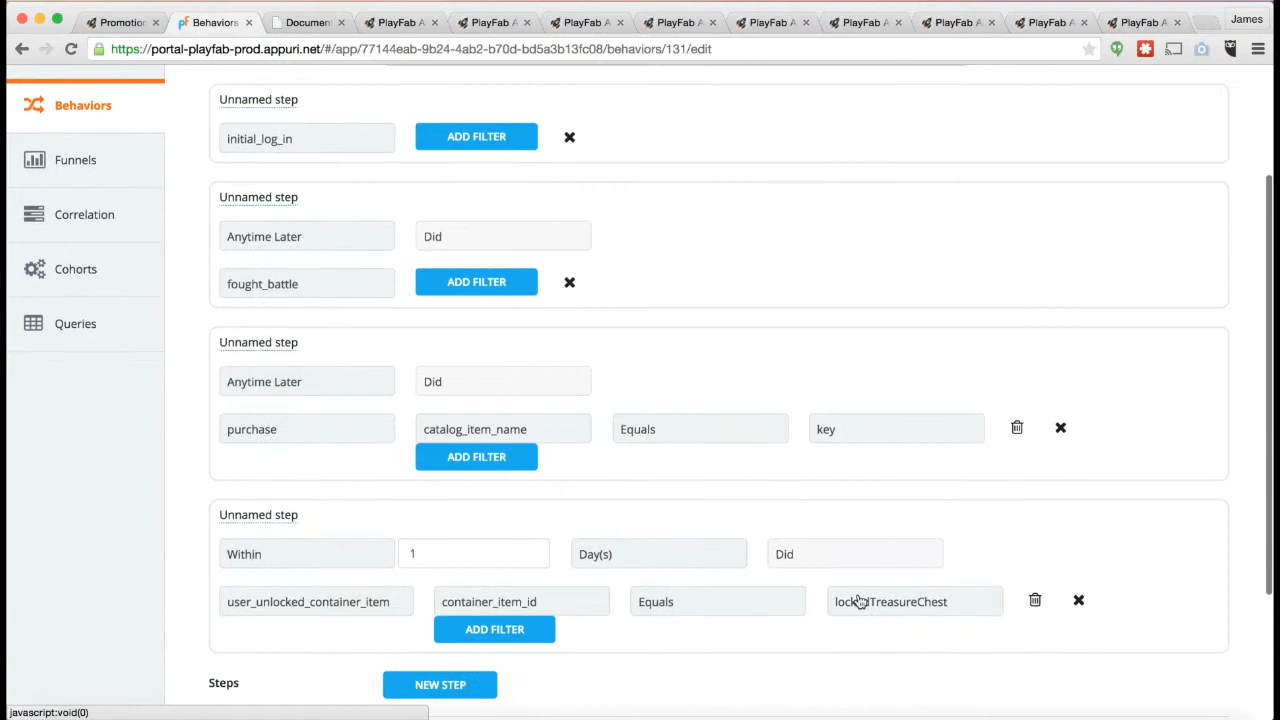 Promotion
Behaviors
Document
PlayFab A
PlayFab A
PlayFab A
PlayFab A
PlayFab A
PlayFab A
PlayFab A
PlayFab A
PlayFab A
James
https://portal-playfab-prod.appuri.net/#/app/77144eab-9b24-4ab2-b70d-bd5a3b13fc08/behaviors/131/edit
Behaviors
Funnels
Correlation
Cohorts
Queries
Unnamed step
initial_log_in ADD FILTER
Unnamed step
Anytime Later Did
fought_battle ADD FILTER
Unnamed step
Anytime Later Did
purchase catalog_item_name Equals key
ADD FILTER
Unnamed step
Within 1 Day(s) Did
user_unlocked_container_item container_item_id Equals lockedTreasureChest
ADD FILTER
Steps NEW STEP
javascript:void(0)